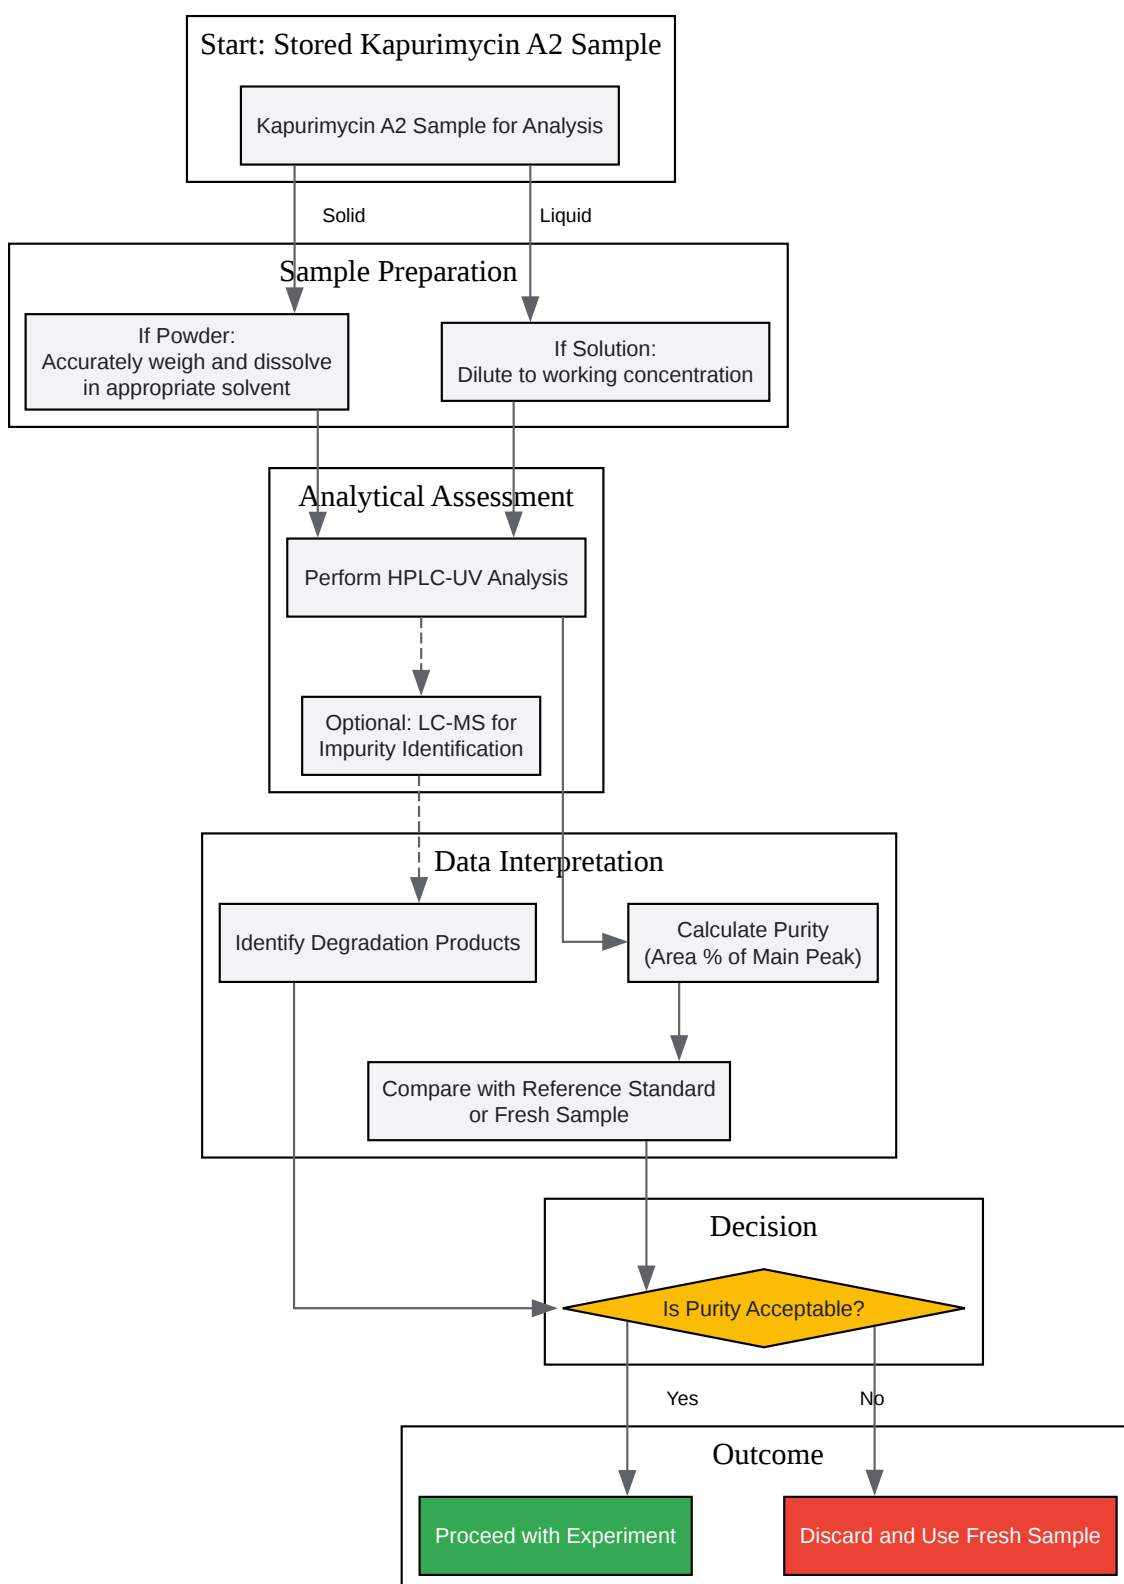 Start: Stored Kapurimycin A2 Sample
Kapurimycin A2 Sample for Analysis
Solid
Liquid
Sample Preparation
If Powder:
Accurately weigh and dissolve
in appropriate solvent
If Solution:
Dilute to working concentration
Analytical Assessment
Perform HPLC-UV Analysis
Optional: LC-MS for
Impurity Identification
Data Interpretation
Identify Degradation Products
Calculate Purity
(Area % of Main Peak)
Compare with Reference Standard
or Fresh Sample
Decision
Is Purity Acceptable?
Yes
No
Outcome
Proceed with Experiment
Discard and Use Fresh Sample